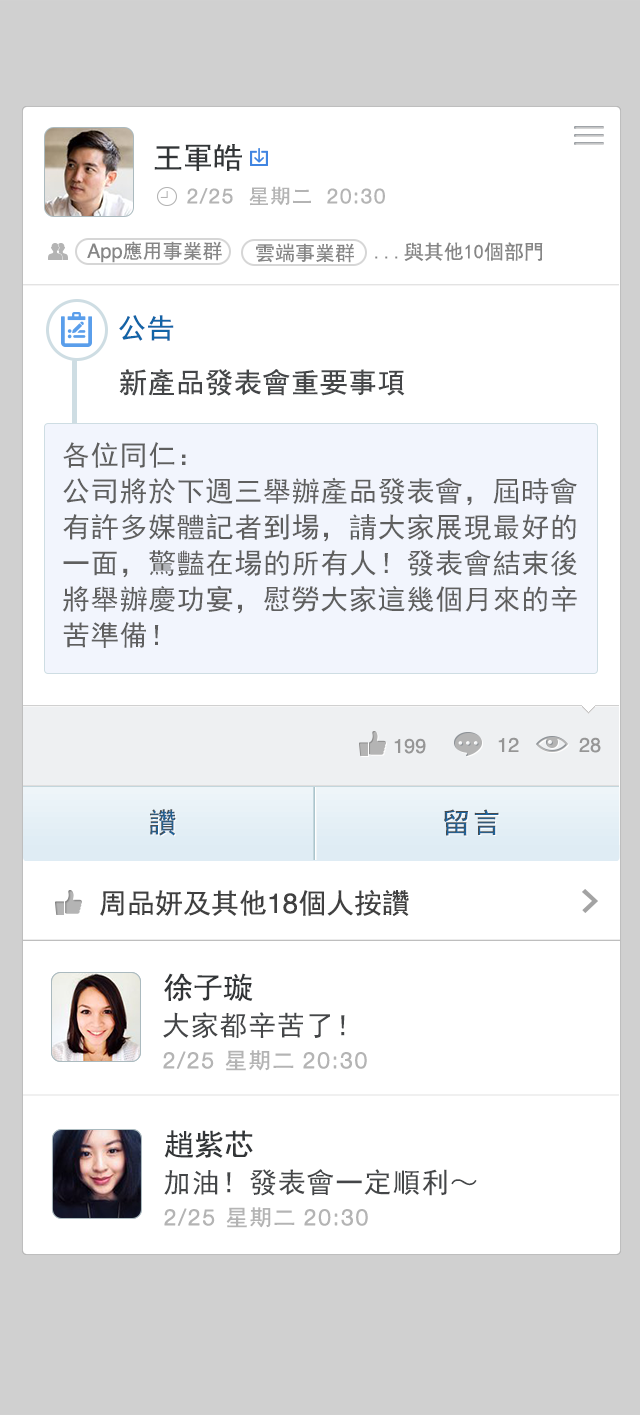 王軍皓
2/25 星期二 20:30
App應用事業群 雲端事業群 ...與其他10個部門
公告
新產品發表會重要事項
各位同仁：
公司將於下週三舉辦產品發表會，屆時會
有許多媒體記者到場，請大家展現最好的
一面，驚豔在場的所有人！發表會結束後
將舉辦慶功宴，慰勞大家這幾個月來的辛
苦準備！
199 12 28
讚 留言
周品妍及其他18個人按讚
徐子璇
大家都辛苦了！
2/25 星期二 20:30
趙紫芯
加油！發表會一定順利～
2/25 星期二 20:30